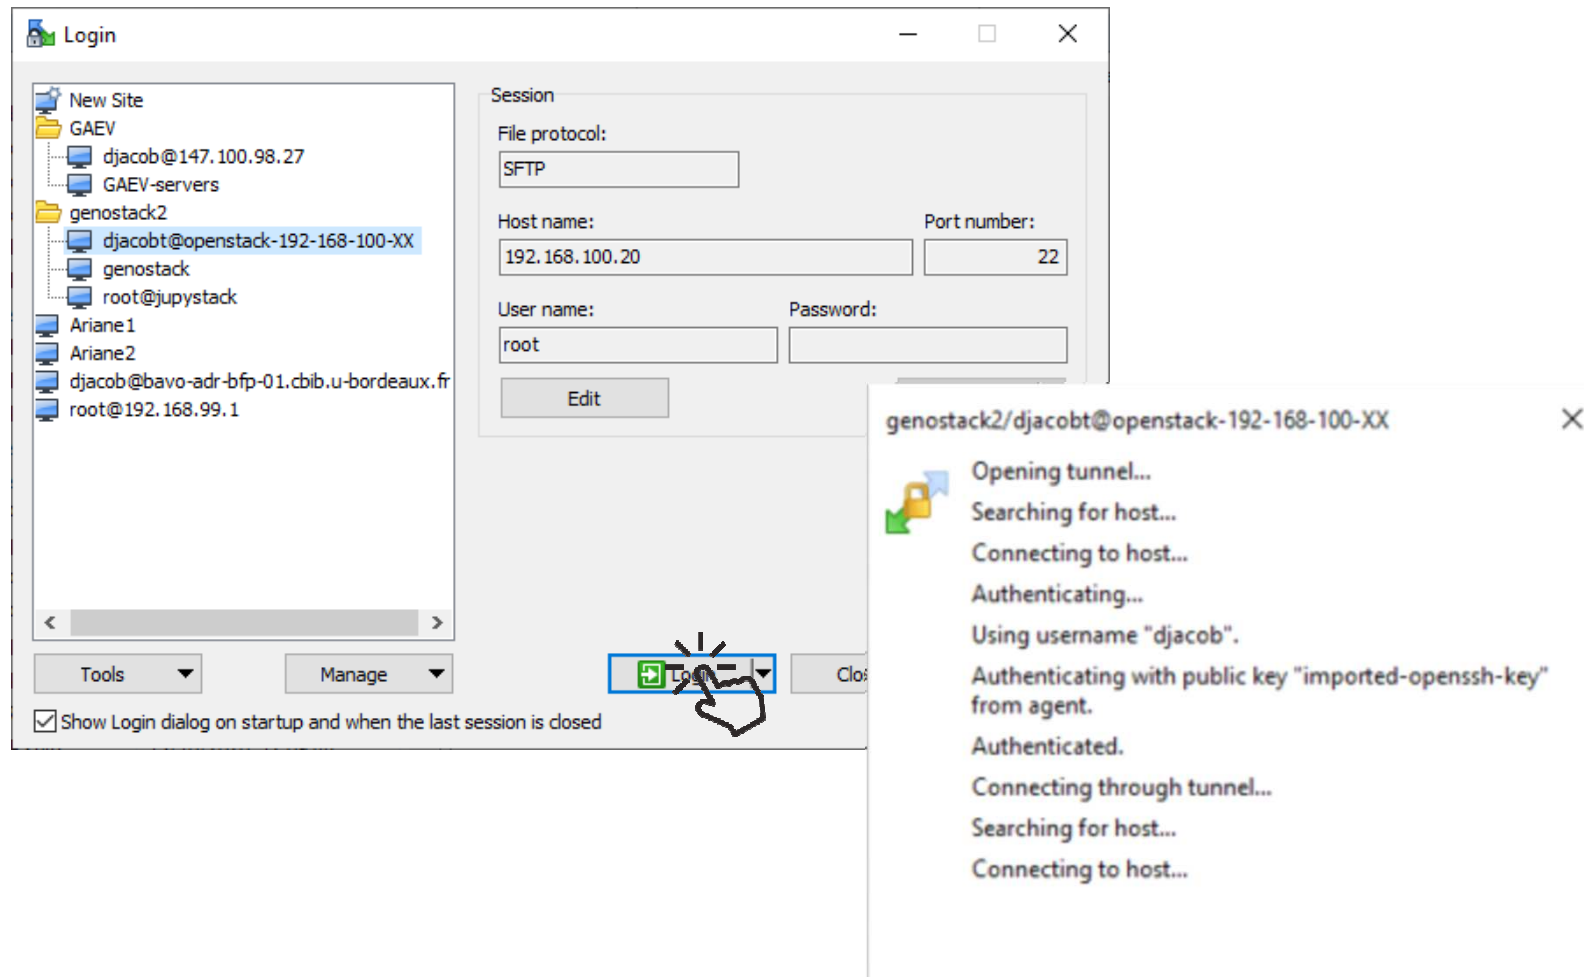 Login
New Site
GAEV
djacob@147.100.98.27
GAEV-servers
genostack2
djacobt@openstack-192-168-100-XX
genostack
root@jupystack
Ariane1
Ariane2
djacob@bavo-adr-bfp-01.cbib.u-bordeaux.fr
root@192.168.99.1
Session
File protocol:
SFTP
Host name:
Port number:
192.168.100.20
22
User name:
Password:
root
Edit
Tools
Manage
Login
Show Login dialog on startup and when the last session is closed
genostack2/djacobt@openstack-192-168-100-XX
Opening tunnel...
Searching for host...
Connecting to host...
Authenticating...
Using username "djacob".
Authenticating with public key "imported-openssh-key"
from agent.
Authenticated.
Connecting through tunnel...
Searching for host...
Connecting to host...